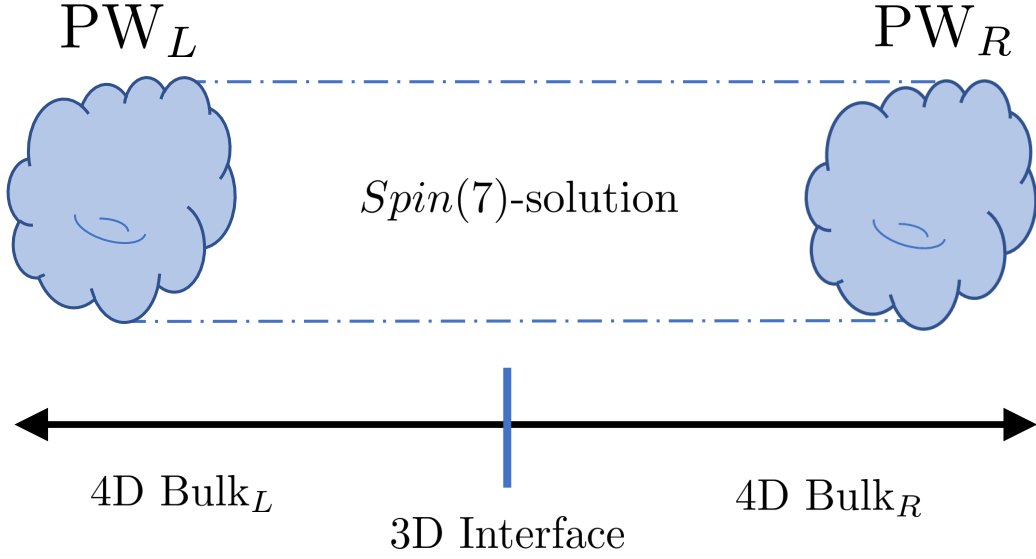 PW_L
PW_R
Spin(7)-solution
4D Bulk_L
4D Bulk_R
3D Interface